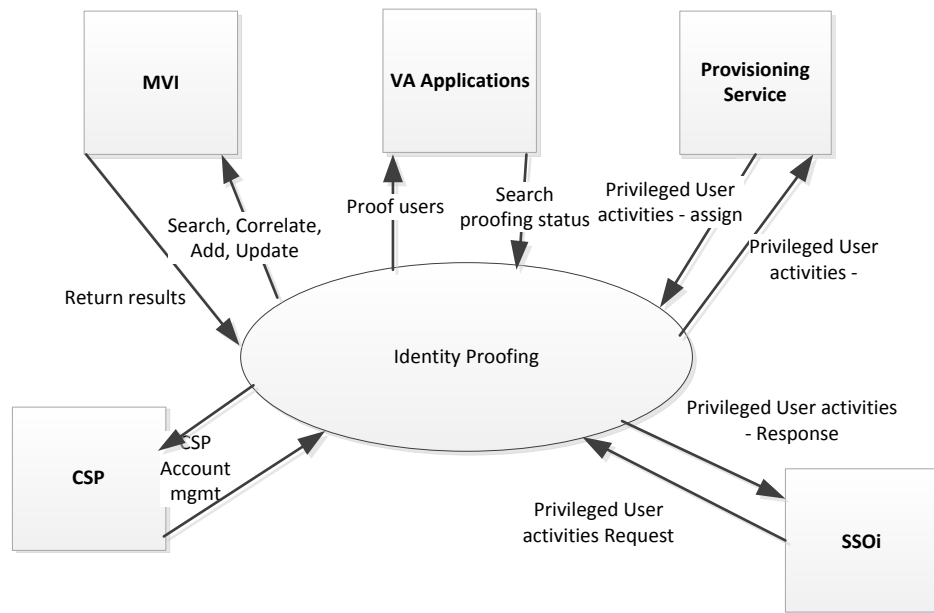 MVI
VA Applications
Provisioning
Service
Search, Correlate,
Add, Update
Return results
Proof users
Search
proofing status
Privileged User
activities - assign
Privileged User
activities -
Identity Proofing
CSP
CSP
Account
mgmt
Privileged User activities
- Response
Privileged User
activities Request
SSOi